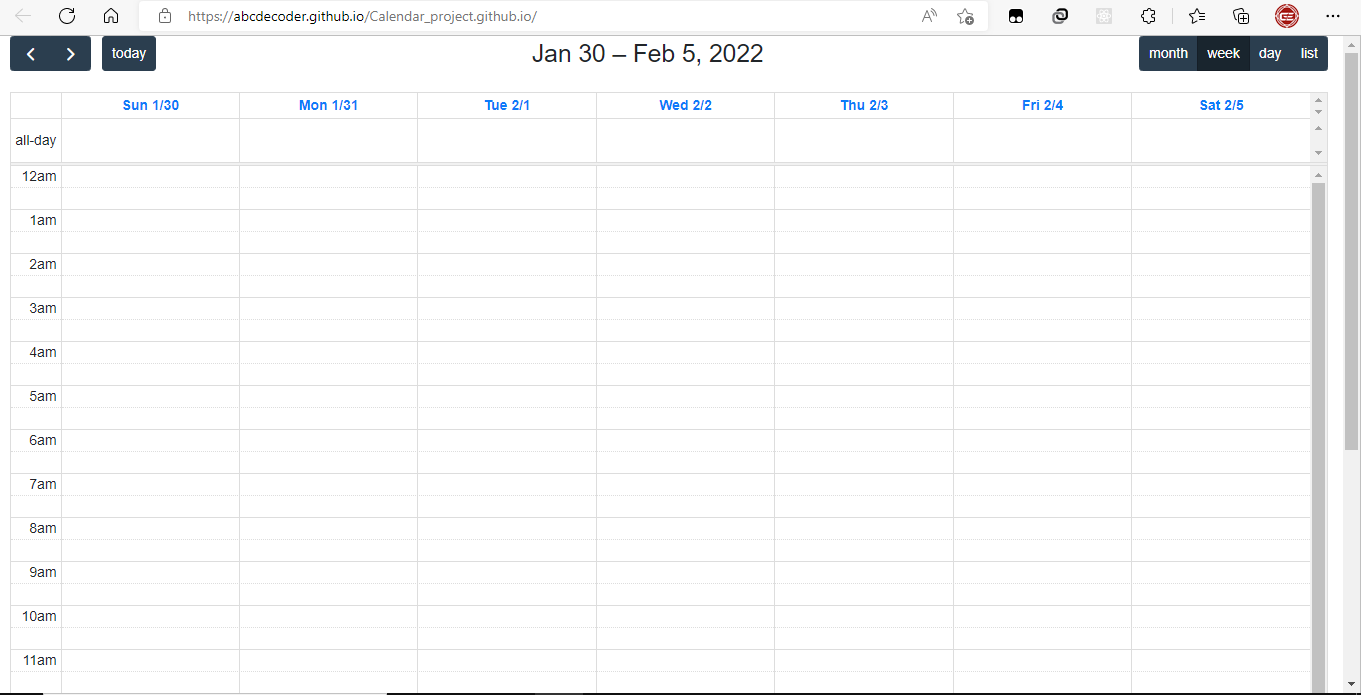 https://abcdecoder.github.io/Calendar_project.github.io/
today Jan 30 – Feb 5, 2022 month week day list
Sun 1/30 Mon 1/31 Tue 2/1 Wed 2/2 Thu 2/3 Fri 2/4 Sat 2/5
all-day
12am
1am
2am
3am
4am
5am
6am
7am
8am
9am
10am
11am